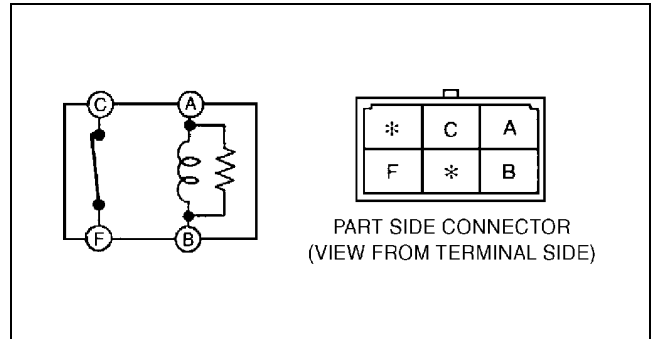 C A
F B
* C A
F * B
PART SIDE CONNECTOR
(VIEW FROM TERMINAL SIDE)